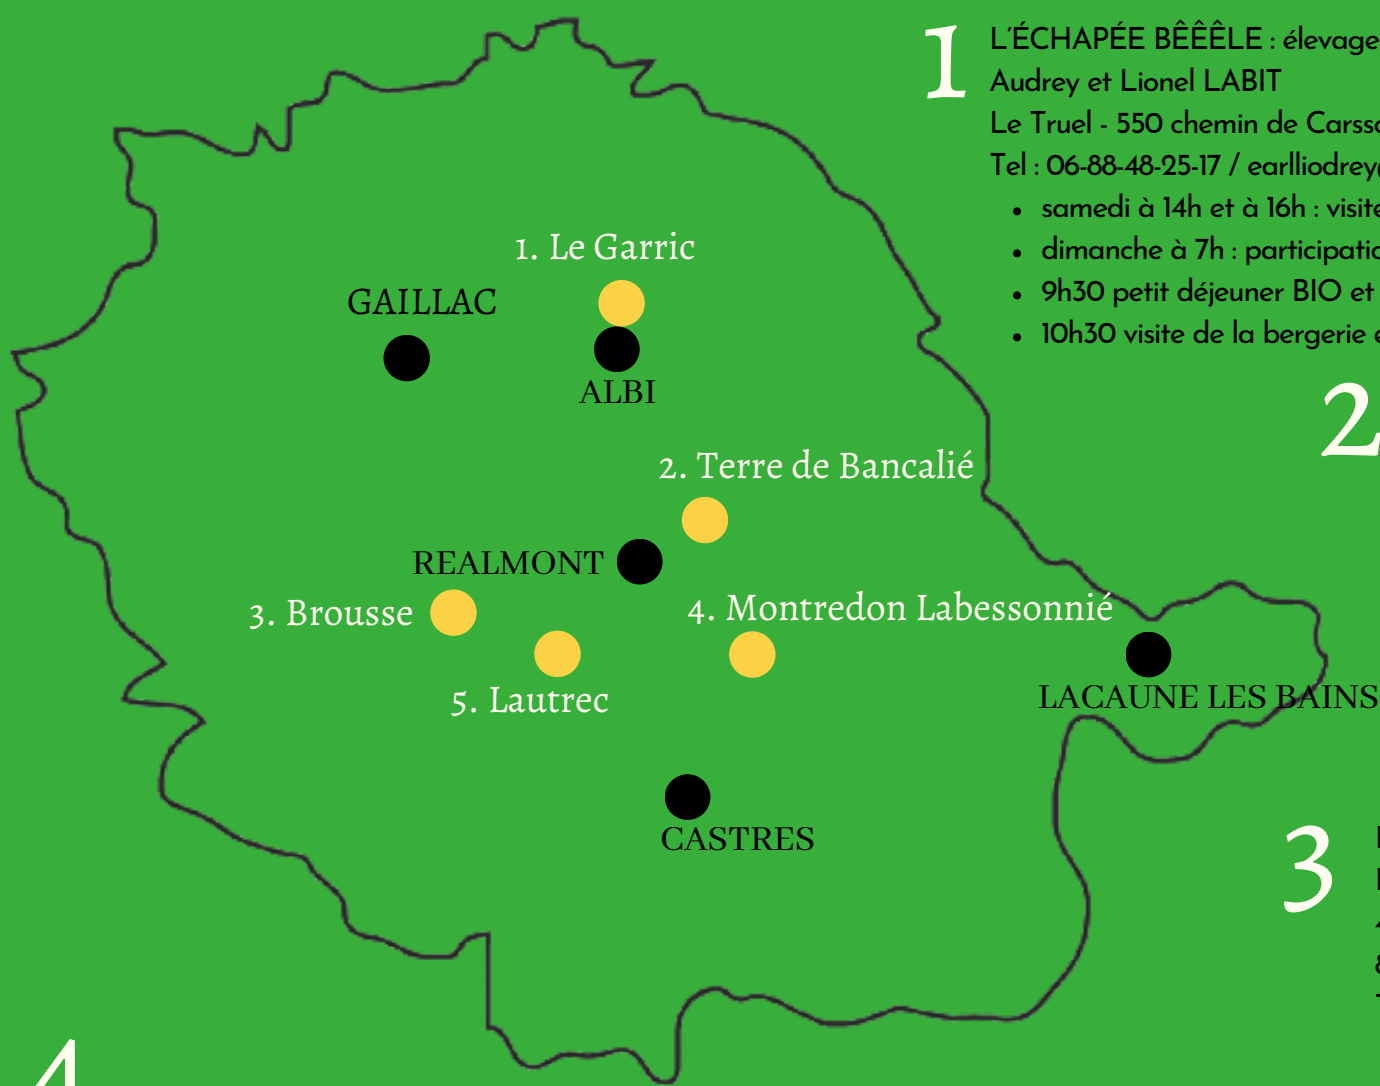 1
L'ÉCHAPÉE BÊÊÊLE : élevage
Audrey et Lionel LABIT
Le Truel - 550 chemin de
Tel : 06-88-48-25-17 /
• samedi à 14h et à 16h : visite
• dimanche à 7h :
• 9h30 petit déjeuner BIO et
• 10h30 visite de la bergerie
1. Le Garric
GAILLAC
ALBI
2
2. Terre de Bancalié
REALMONT
3. Brousse
4. Montredon Labessonnié
5. Lautrec
LACAUNE LES BAINS
CASTRES
3
4